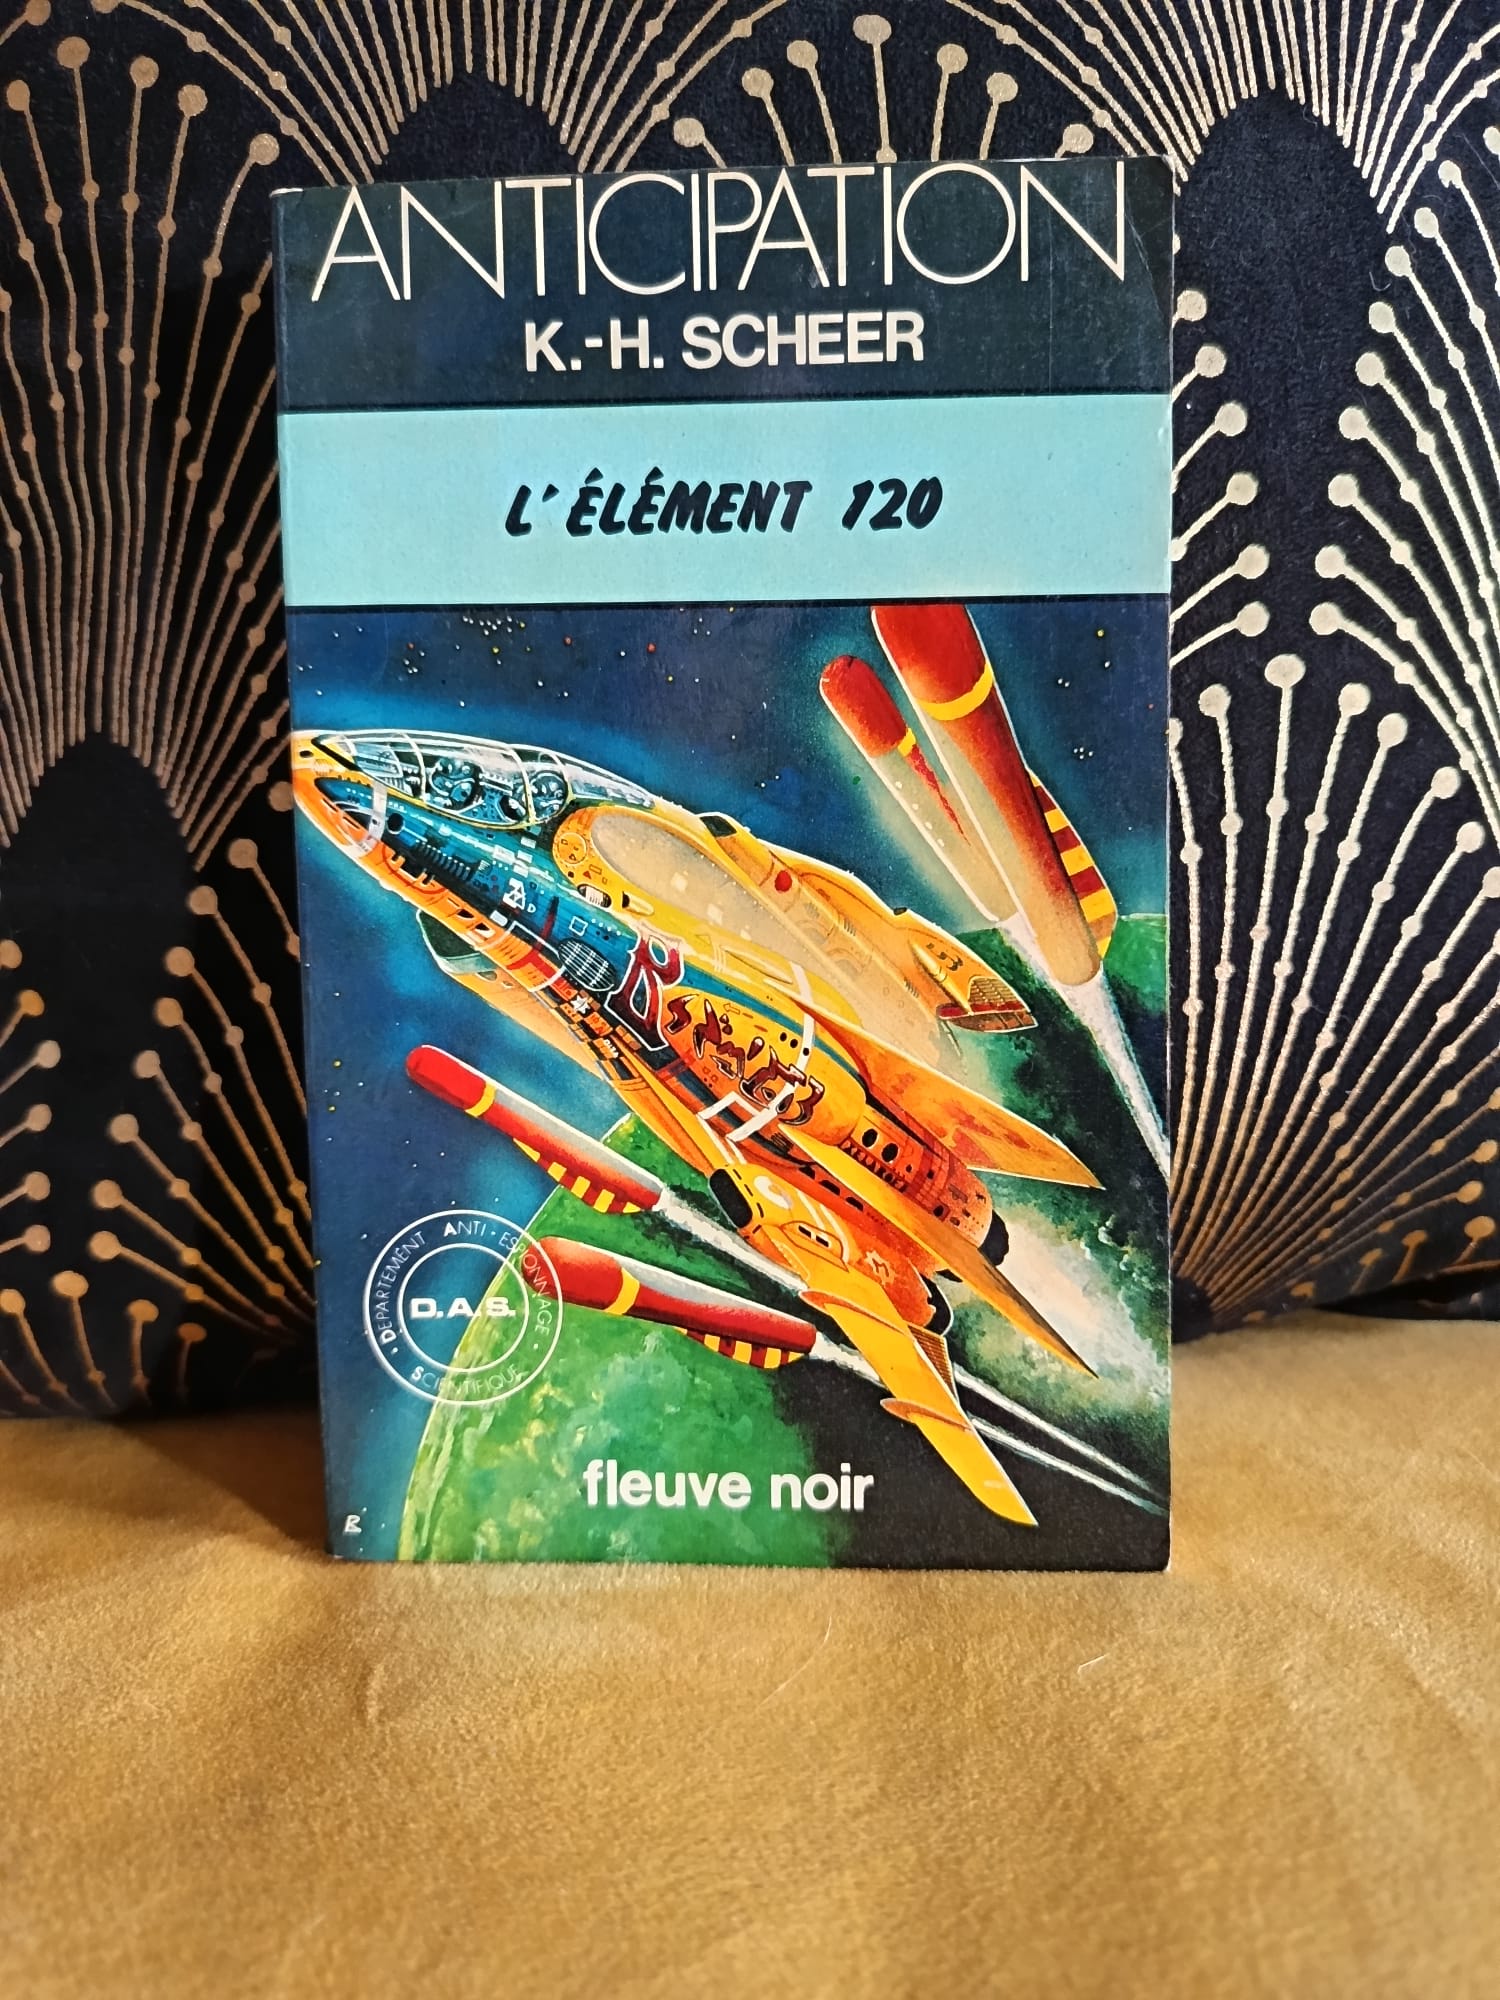 ANTICIPATION
K.-H. SCHEER
L'ÉLÉMENT 120
DÉPARTEMENT ANTI-ESPIONNAGE SCIENTIFIQUE
D.A.S.
fleuve noir